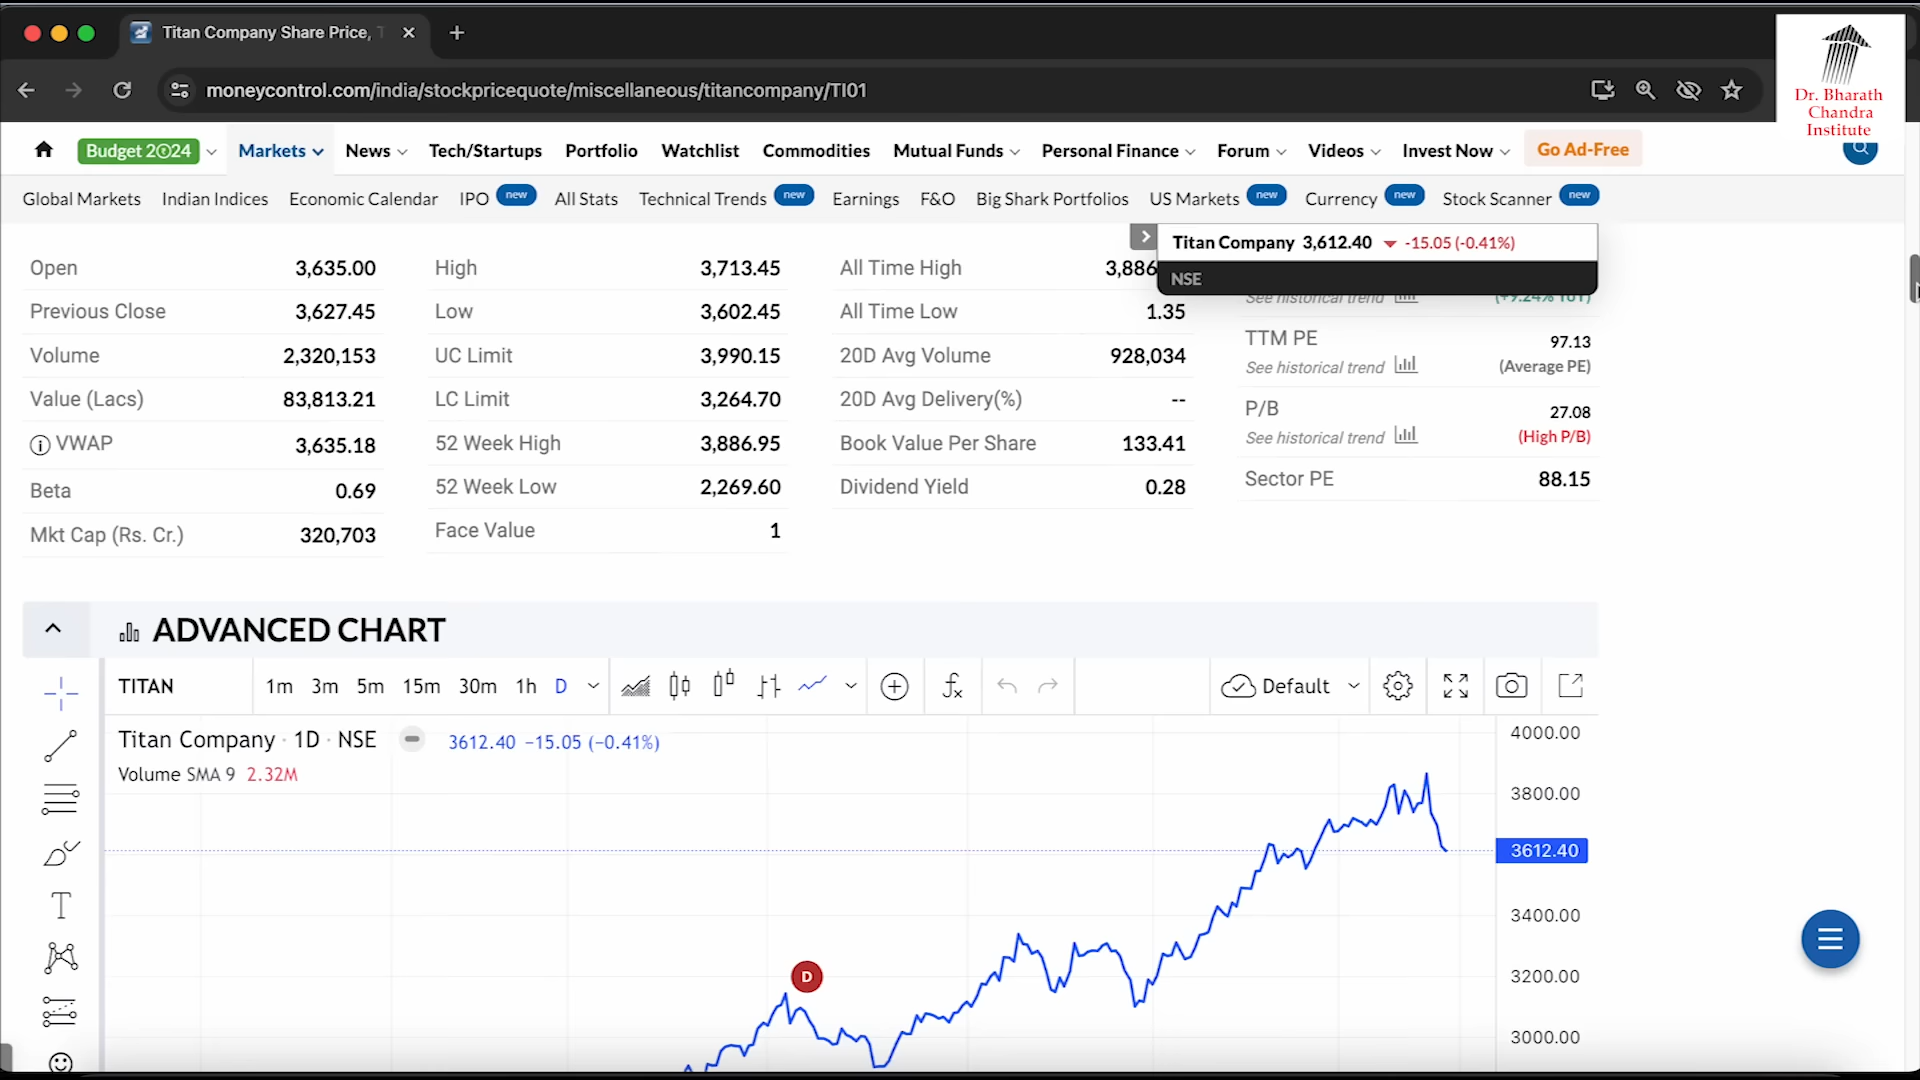 Titan Company Share Price, T
moneycontrol.com/india/stockpricequote/miscellaneous/titancompany/TI01
Dr. Bharath
Chandra
Institute
Budget 2024 Markets News Tech/Startups Portfolio Watchlist Commodities Mutual Funds Personal Finance Forum Videos Invest Now Go Ad-Free
Global Markets Indian Indices Economic Calendar IPO new All Stats Technical Trends new Earnings F&O Big Shark Portfolios US Markets new Currency new Stock Scanner new
Titan Company 3,612.40 -15.05 (-0.41%)
NSE
Open 3,635.00
Previous Close 3,627.45
Volume 2,320,153
Value (Lacs) 83,813.21
VWAP 3,635.18
Beta 0.69
Mkt Cap (Rs. Cr.) 320,703
High 3,713.45
Low 3,602.45
UC Limit 3,990.15
LC Limit 3,264.70
52 Week High 3,886.95
52 Week Low 2,269.60
Face Value 1
All Time High 3,886
All Time Low 1.35
20D Avg Volume 928,034
20D Avg Delivery(%) --
Book Value Per Share 133.41
Dividend Yield 0.28
See historical trend (+9.24% YoY)
TTM PE 97.13
See historical trend (Average PE)
P/B 27.08
See historical trend (High P/B)
Sector PE 88.15
ADVANCED CHART
TITAN 1m 3m 5m 15m 30m 1h D Default
Titan Company · 1D · NSE 3612.40 −15.05 (−0.41%)
Volume SMA 9 2.32M
4000.00
3800.00
3612.40
3400.00
3200.00
3000.00
D
T